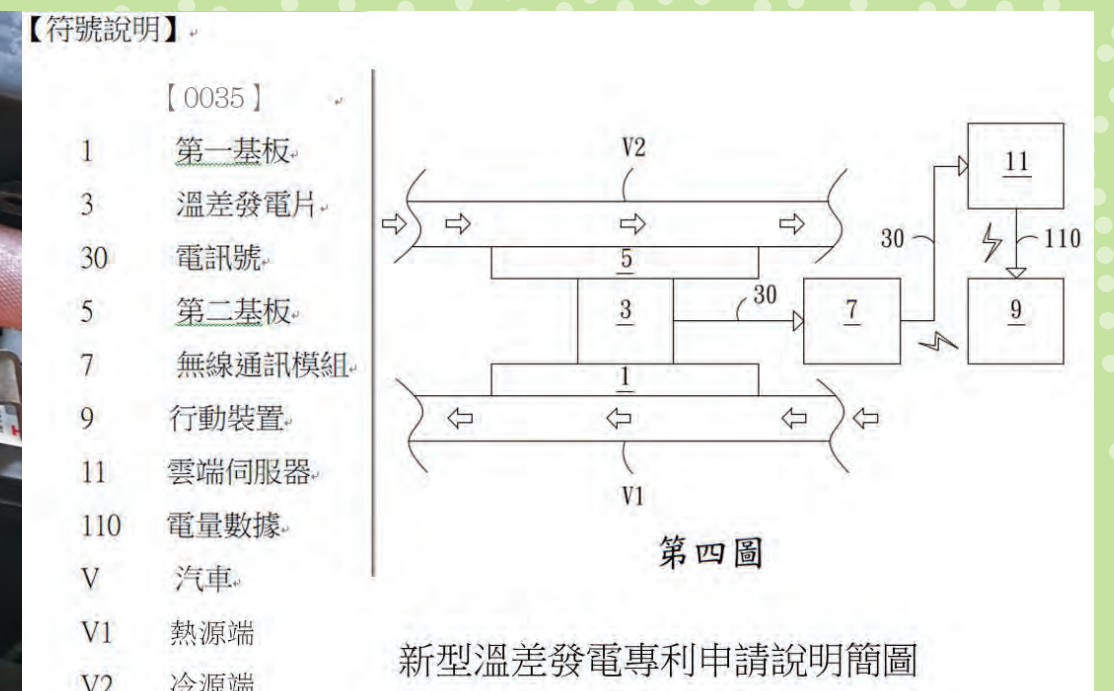 【符號說明】
【0035】
1 第一基板
3 溫差發電片
30 電訊號
5 第二基板
7 無線通訊模組
9 行動裝置
11 雲端伺服器
110 電量數據
V 汽車
V1 熱源端
V2 冷源端
V2
11
30
110
5
3
30
7
9
1
V1
第四圖
新型溫差發電專利申請說明簡圖